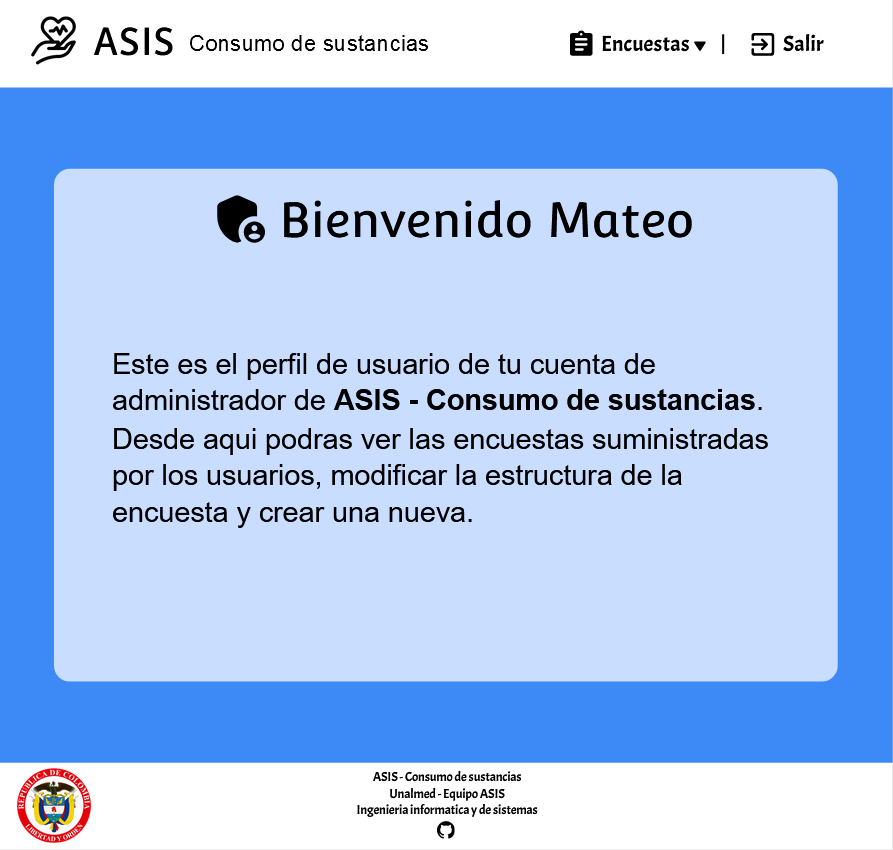 ASIS Consumo de sustancias
Encuestas ▼ | Salir
Bienvenido Mateo
Este es el perfil de usuario de tu cuenta de
administrador de ASIS - Consumo de sustancias.
Desde aqui podras ver las encuestas suministradas
por los usuarios, modificar la estructura de la
encuesta y crear una nueva.
REPUBLICA DE COLOMBIA
LIBERTAD Y ORDEN
ASIS - Consumo de sustancias
Unalmed - Equipo ASIS
Ingenieria informatica y de sistemas